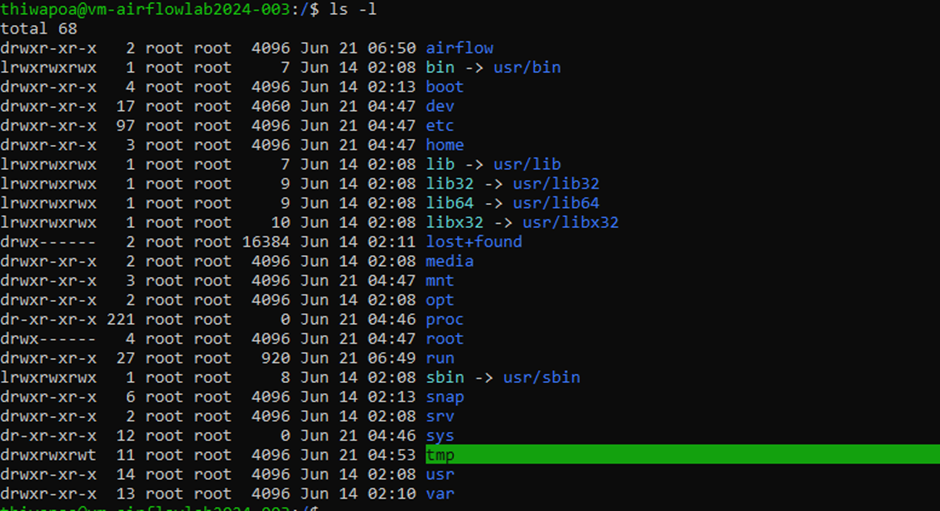 thiwapoa@vm-airflowlab2024-003:/$ ls -l
total 68
drwxr-xr-x   2 root root  4096 Jun 21 06:50 airflow
lrwxrwxrwx   1 root root     7 Jun 14 02:08 bin -> usr/bin
drwxr-xr-x   4 root root  4096 Jun 14 02:13 boot
drwxr-xr-x  17 root root  4060 Jun 21 04:47 dev
drwxr-xr-x  97 root root  4096 Jun 21 04:47 etc
drwxr-xr-x   3 root root  4096 Jun 21 04:47 home
lrwxrwxrwx   1 root root     7 Jun 14 02:08 lib -> usr/lib
lrwxrwxrwx   1 root root     9 Jun 14 02:08 lib32 -> usr/lib32
lrwxrwxrwx   1 root root     9 Jun 14 02:08 lib64 -> usr/lib64
lrwxrwxrwx   1 root root    10 Jun 14 02:08 libx32 -> usr/libx32
drwx------   2 root root 16384 Jun 14 02:11 lost+found
drwxr-xr-x   2 root root  4096 Jun 14 02:08 media
drwxr-xr-x   3 root root  4096 Jun 21 04:47 mnt
drwxr-xr-x   2 root root  4096 Jun 14 02:08 opt
dr-xr-xr-x 221 root root     0 Jun 21 04:46 proc
drwx------   4 root root  4096 Jun 21 04:47 root
drwxr-xr-x  27 root root   920 Jun 21 06:49 run
lrwxrwxrwx   1 root root     8 Jun 14 02:08 sbin -> usr/sbin
drwxr-xr-x   6 root root  4096 Jun 14 02:13 snap
drwxr-xr-x   2 root root  4096 Jun 14 02:08 srv
dr-xr-xr-x  12 root root     0 Jun 21 04:46 sys
drwxrwxrwt  11 root root  4096 Jun 21 04:53 tmp
drwxr-xr-x  14 root root  4096 Jun 14 02:08 usr
drwxr-xr-x  13 root root  4096 Jun 14 02:10 var
thiwapoa@vm-airflowlab2024-003:/$